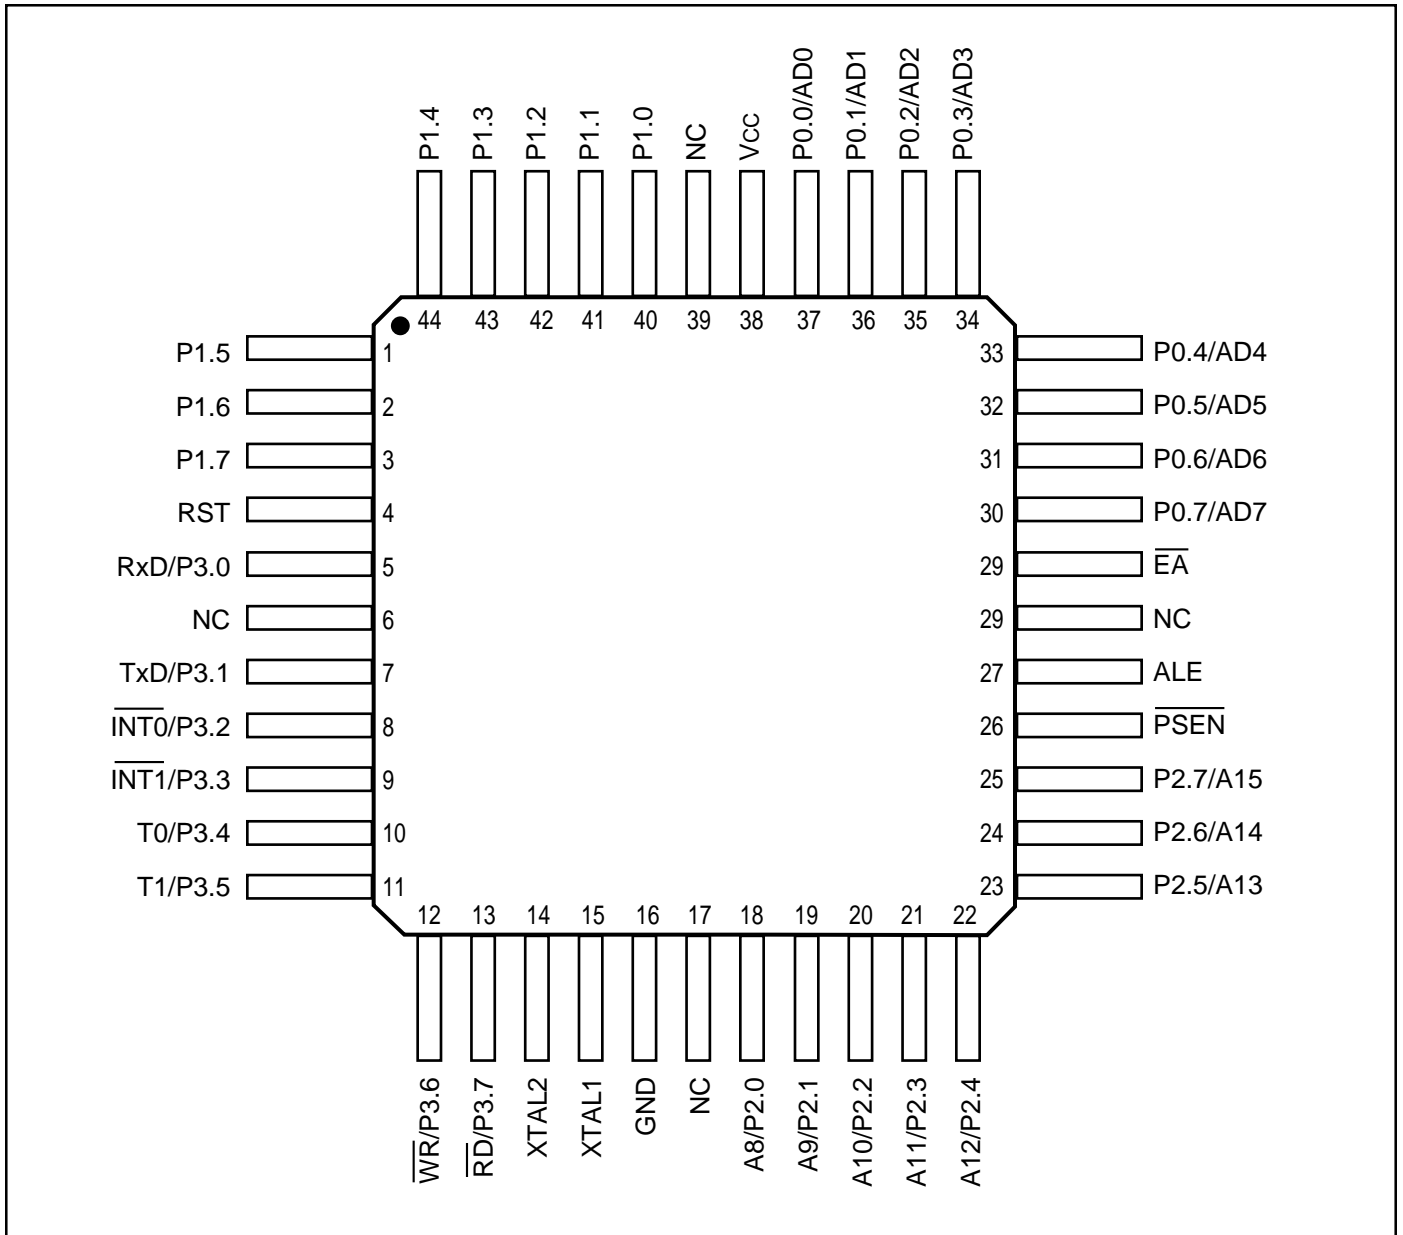 P1.4 P1.3 P1.2 P1.1 P1.0 NC VCC P0.0/AD0 P0.1/AD1 P0.2/AD2 P0.3/AD3
44 43 42 41 40 39 38 37 36 35 34
P1.5 1 33 P0.4/AD4
P1.6 2 32 P0.5/AD5
P1.7 3 31 P0.6/AD6
RST 4 30 P0.7/AD7
RxD/P3.0 5 29 E̅A̅
NC 6 29 NC
TxD/P3.1 7 27 ALE
I̅N̅T̅0̅/P3.2 8 26 P̅S̅E̅N̅
I̅N̅T̅1̅/P3.3 9 25 P2.7/A15
T0/P3.4 10 24 P2.6/A14
T1/P3.5 11 23 P2.5/A13
12 13 14 15 16 17 18 19 20 21 22
W̅R̅/P3.6 R̅D̅/P3.7 XTAL2 XTAL1 GND NC A8/P2.0 A9/P2.1 A10/P2.2 A11/P2.3 A12/P2.4